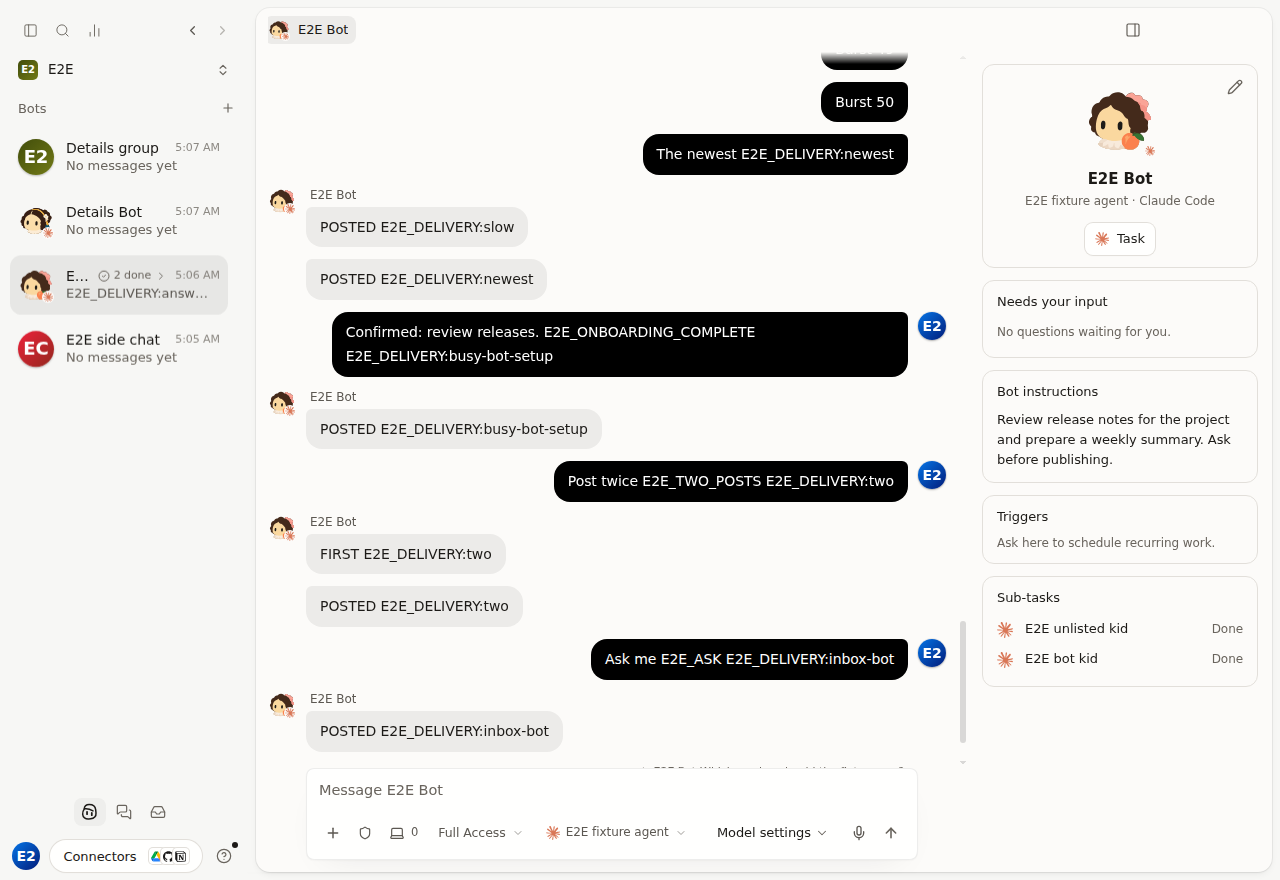 E2 E2E
Bots
E2 Details group 5:07 AM
No messages yet
Details Bot 5:07 AM
No messages yet
E... 2 done 5:06 AM
E2E_DELIVERY:answ...
EC E2E side chat 5:05 AM
No messages yet
E2 Connectors
E2E Bot
Burst 50
The newest E2E_DELIVERY:newest
E2E Bot
POSTED E2E_DELIVERY:slow
POSTED E2E_DELIVERY:newest
Confirmed: review releases. E2E_ONBOARDING_COMPLETE
E2E_DELIVERY:busy-bot-setup
E2
E2E Bot
POSTED E2E_DELIVERY:busy-bot-setup
Post twice E2E_TWO_POSTS E2E_DELIVERY:two
E2
E2E Bot
FIRST E2E_DELIVERY:two
POSTED E2E_DELIVERY:two
Ask me E2E_ASK E2E_DELIVERY:inbox-bot
E2
E2E Bot
POSTED E2E_DELIVERY:inbox-bot
Message E2E Bot
0 Full Access E2E fixture agent Model settings
E2E Bot
E2E fixture agent · Claude Code
Task
Needs your input
No questions waiting for you.
Bot instructions
Review release notes for the project
and prepare a weekly summary. Ask
before publishing.
Triggers
Ask here to schedule recurring work.
Sub-tasks
E2E unlisted kid Done
E2E bot kid Done